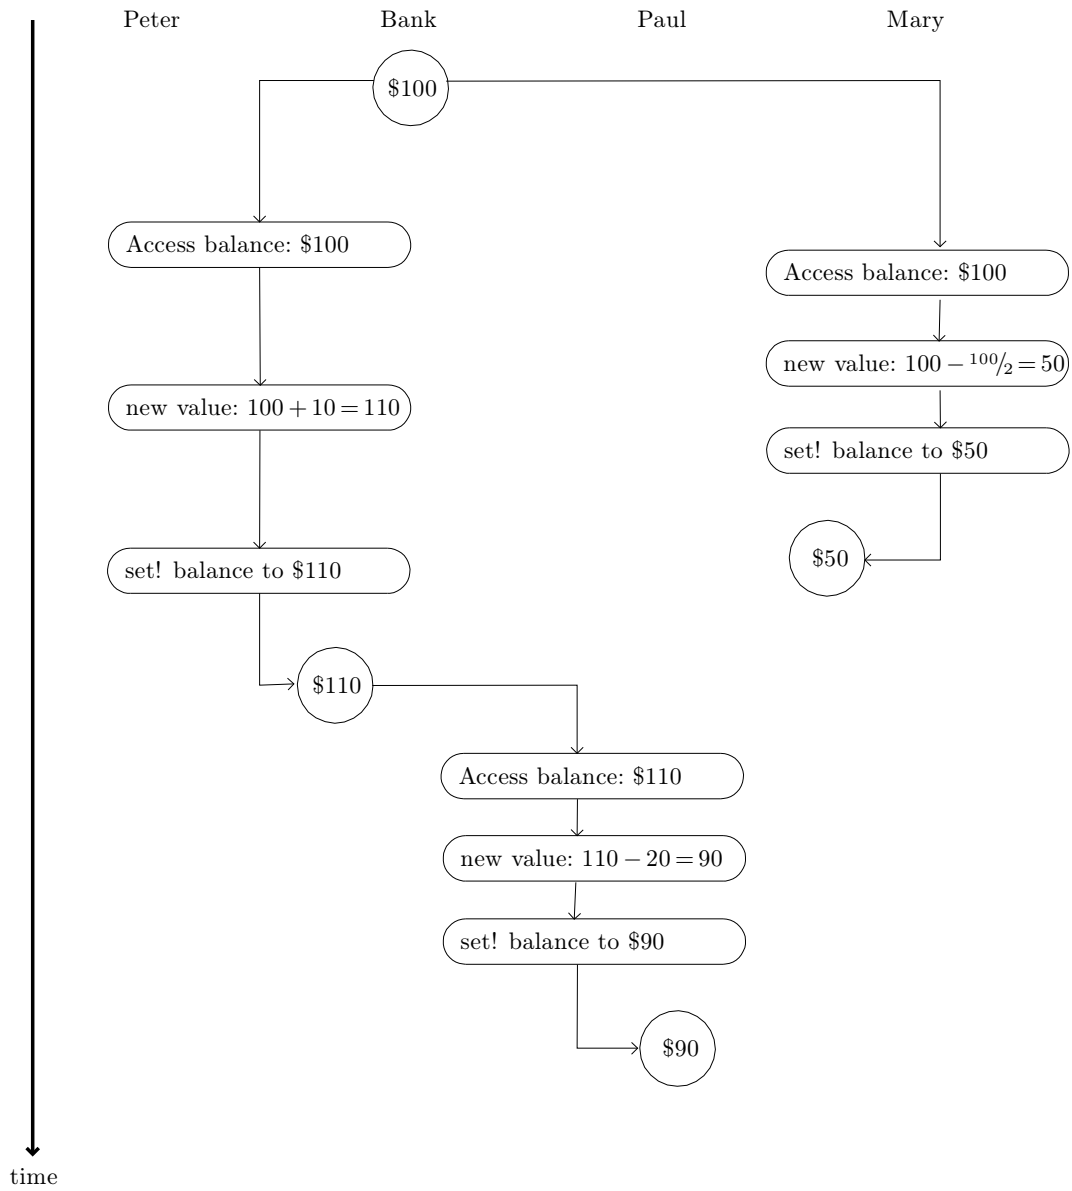 Peter Bank Paul Mary
$100
Access balance: $100
Access balance: $100
new value: 100 − 100/2 = 50
new value: 100 + 10 = 110
set! balance to $50
$50
set! balance to $110
$110
Access balance: $110
new value: 110 − 20 = 90
set! balance to $90
$90
time